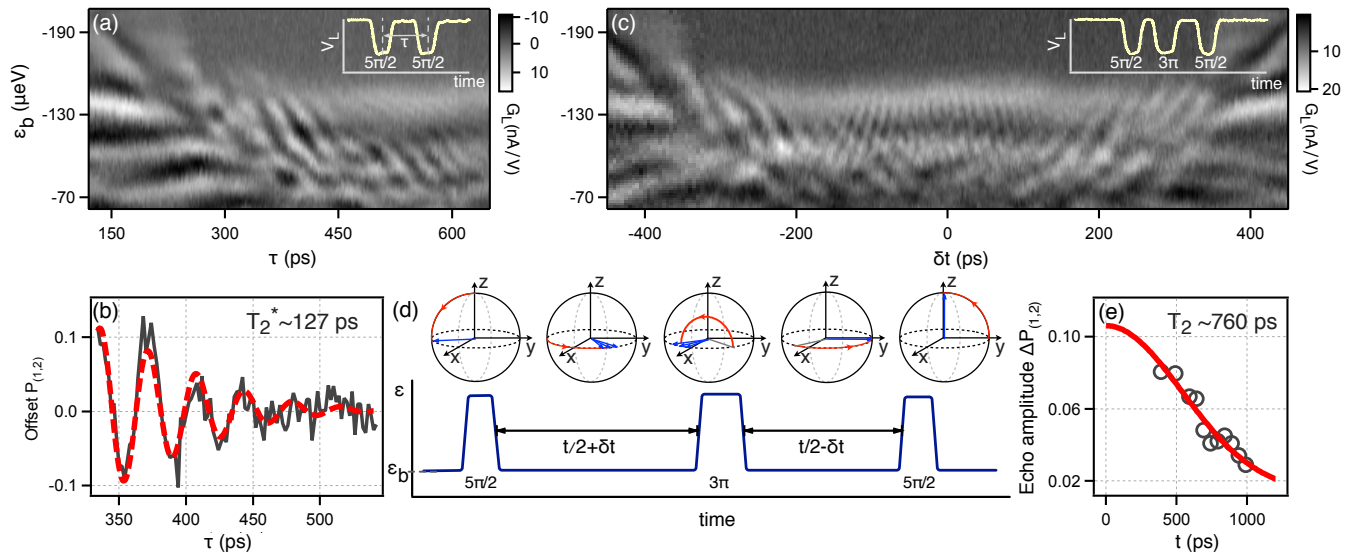 (a)
-190
-130
-70
ε_b (μeV)
150
300
450
600
τ (ps)
V_L
τ
5π/2
5π/2
time
-10
0
10
G_L (nA/V)
(c)
V_L
5π/2
3π
5π/2
time
10
20
G_L (nA/V)
-400
-200
0
200
400
δt (ps)
(b)
T_2^* ~127 ps
Offset P_(1,2)
0.1
0.0
-0.1
350
400
450
500
τ (ps)
(d)
z
y
x
z
y
x
z
y
x
z
y
x
z
y
x
ε
t/2+δt
t/2-δt
ε_b
5π/2
3π
5π/2
time
(e)
T_2 ~760 ps
Echo amplitude ΔP_(1,2)
0.10
0.06
0.02
0
500
1000
t (ps)